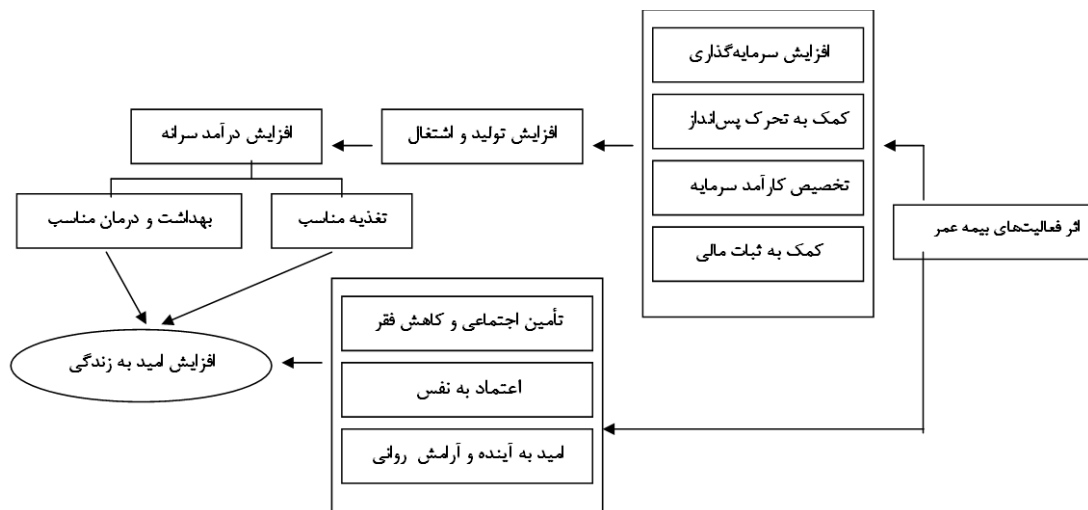 افزایش سرمایه‌گذاری
کمک به تحرک پس‌انداز
تخصیص کارآمد سرمایه
کمک به ثبات مالی
اثر فعالیت‌های بیمه عمر
افزایش تولید و اشتغال
افزایش درآمد سرانه
تغذیه مناسب
بهداشت و درمان مناسب
تأمین اجتماعی و کاهش فقر
اعتماد به نفس
امید به آینده و آرامش روانی
افزایش امید به زندگی